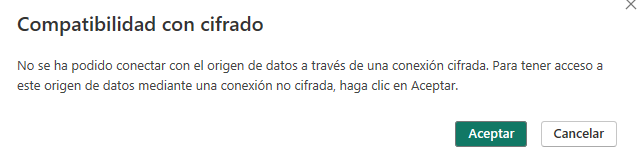 Compatibilidad con cifrado
No se ha podido conectar con el origen de datos a través de una conexión cifrada. Para tener acceso a
este origen de datos mediante una conexión no cifrada, haga clic en Aceptar.
Aceptar
Cancelar